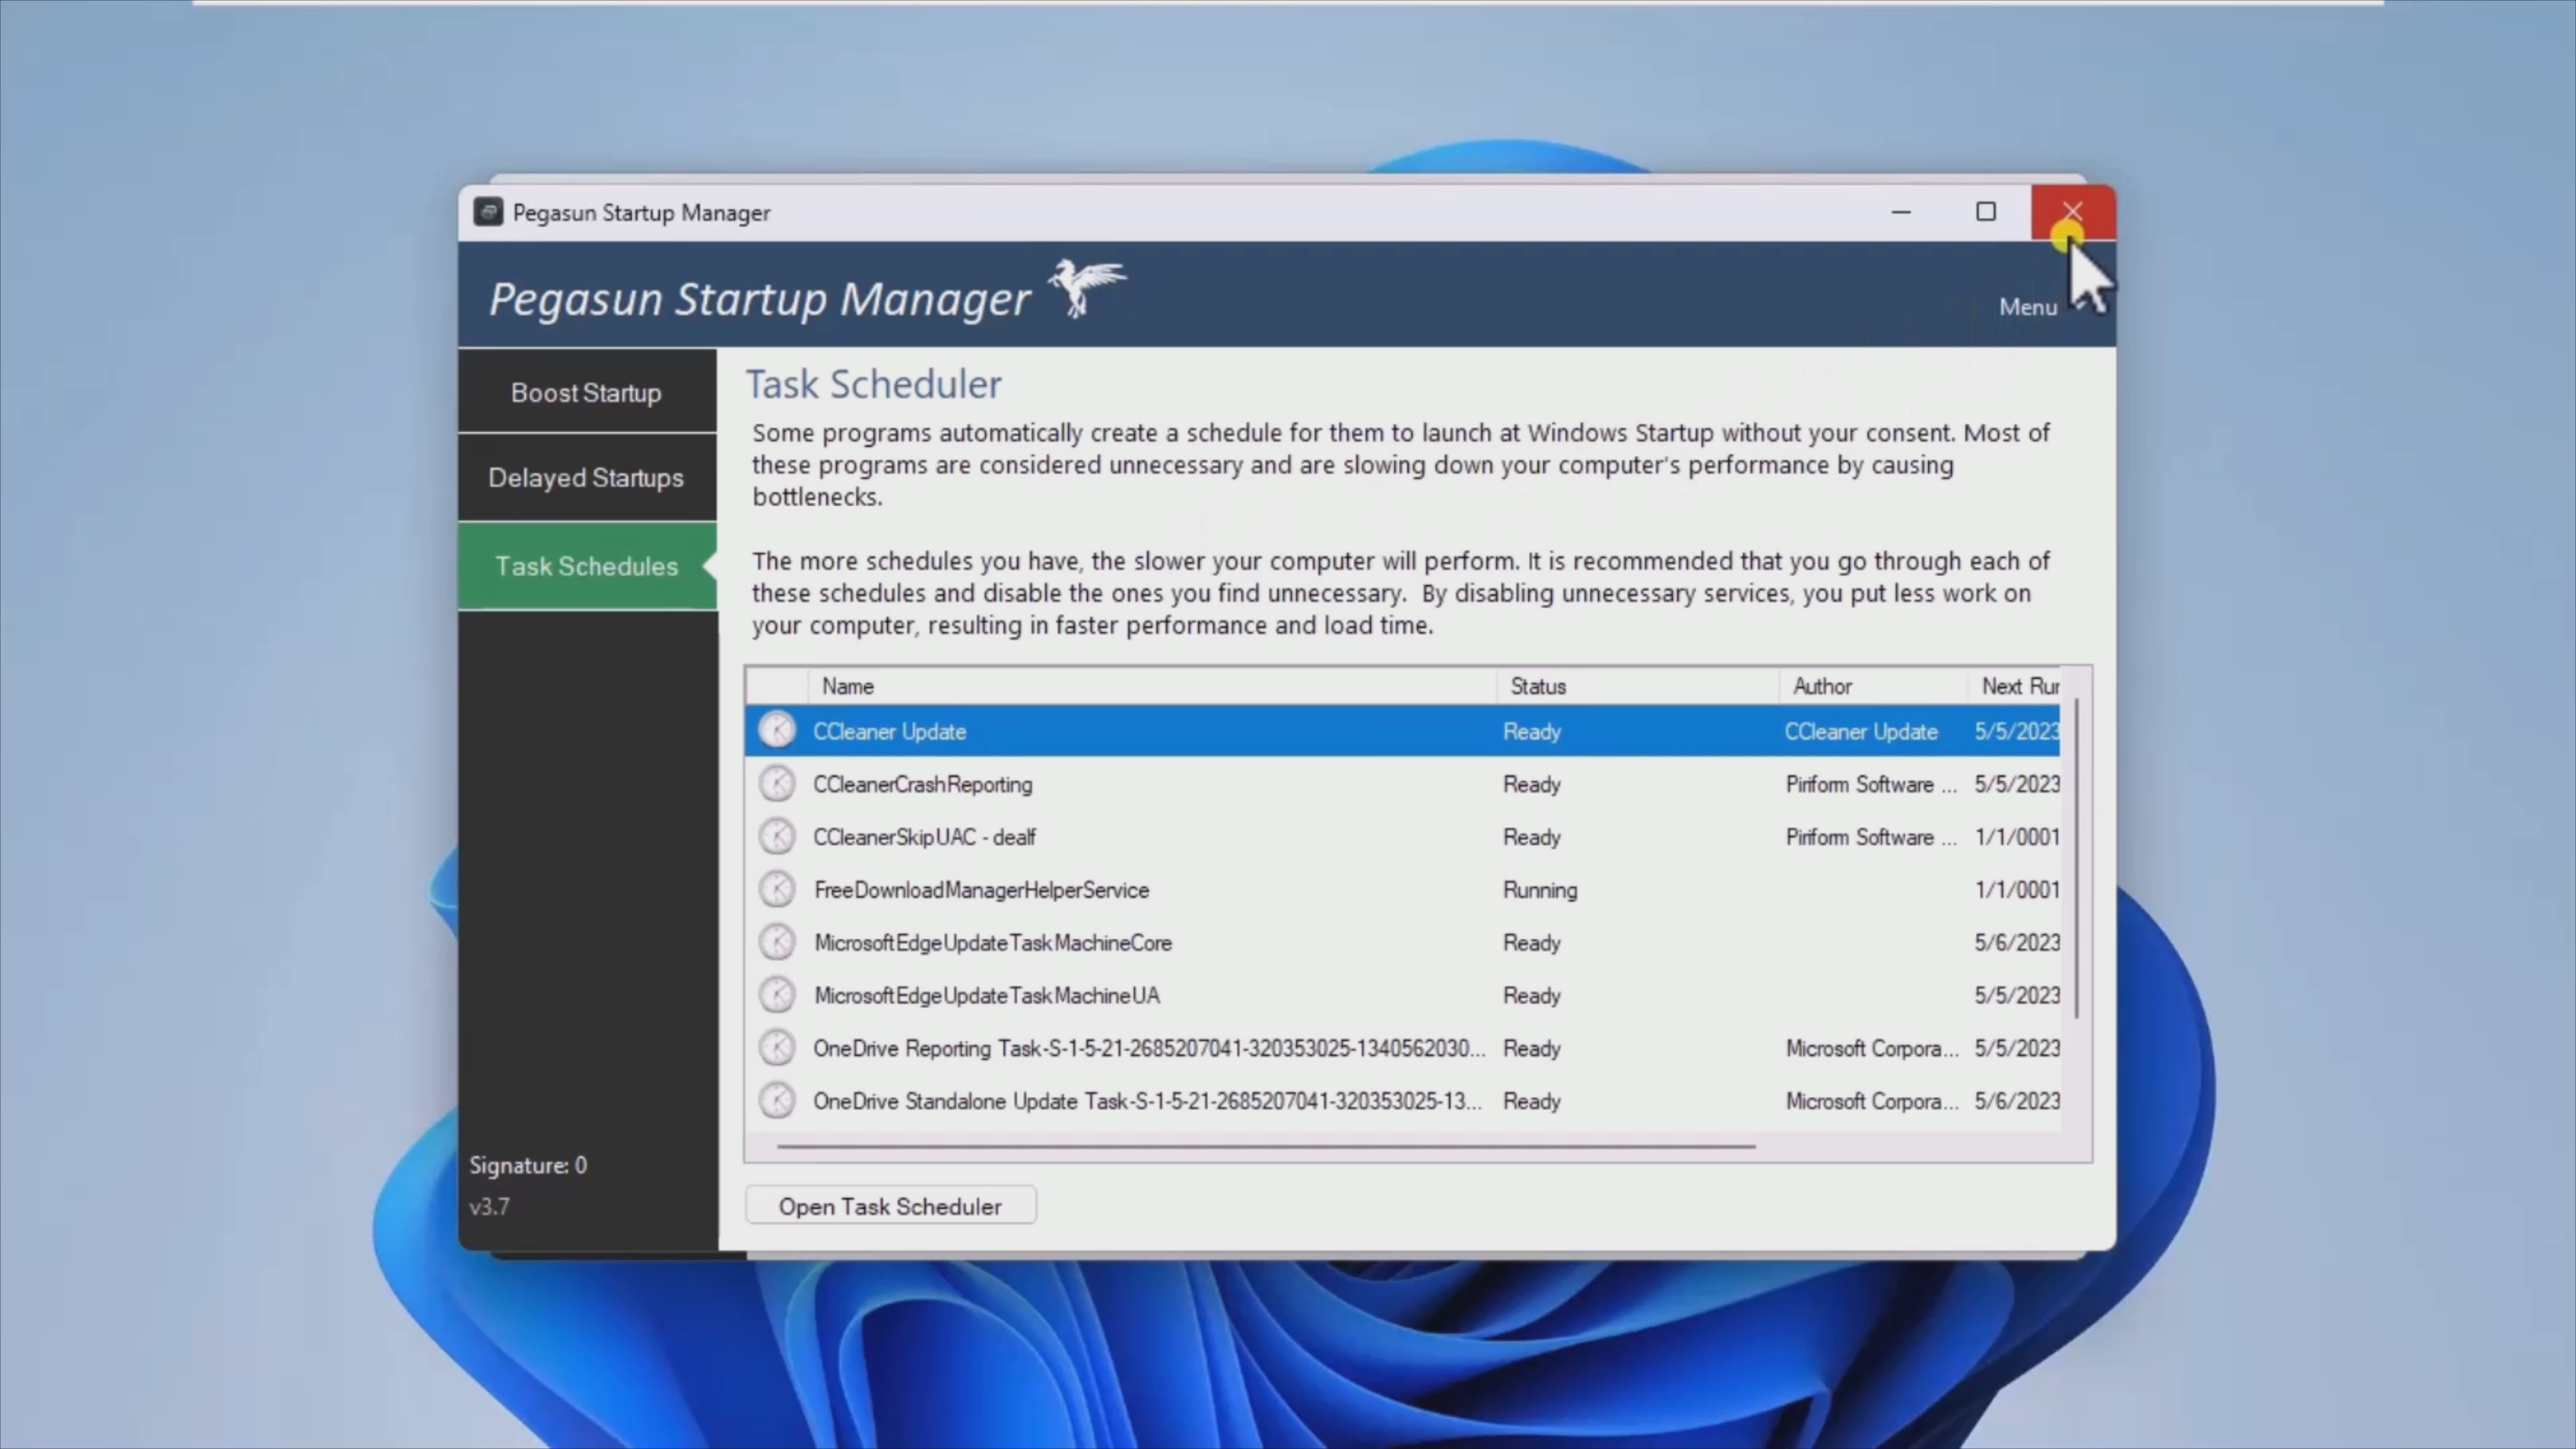 Pegasun Startup Manager
Pegasun Startup Manager
Menu
Boost Startup
Delayed Startups
Task Schedules
Signature: 0
v3.7
Task Scheduler
Some programs automatically create a schedule for them to launch at Windows Startup without your consent. Most of
these programs are considered unnecessary and are slowing down your computer's performance by causing
bottlenecks.
The more schedules you have, the slower your computer will perform. It is recommended that you go through each of
these schedules and disable the ones you find unnecessary.  By disabling unnecessary services, you put less work on
your computer, resulting in faster performance and load time.
Name Status Author Next Run
CCleaner Update Ready CCleaner Update 5/5/2023
CCleanerCrashReporting Ready Piriform Software ... 5/5/2023
CCleanerSkipUAC - dealf Ready Piriform Software ... 1/1/0001
FreeDownloadManagerHelperService Running 1/1/0001
MicrosoftEdgeUpdateTaskMachineCore Ready 5/6/2023
MicrosoftEdgeUpdateTaskMachineUA Ready 5/5/2023
OneDrive Reporting Task-S-1-5-21-2685207041-320353025-1340562030... Ready Microsoft Corpora... 5/5/2023
OneDrive Standalone Update Task-S-1-5-21-2685207041-320353025-13... Ready Microsoft Corpora... 5/6/2023
Open Task Scheduler